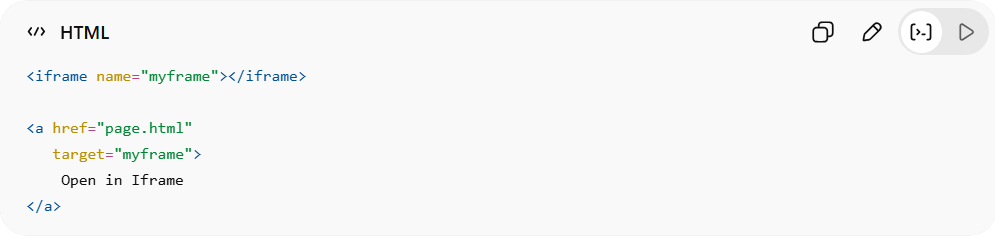 HTML
<iframe name="myframe"></iframe>
<a href="page.html"
target="myframe">
Open in Iframe
</a>